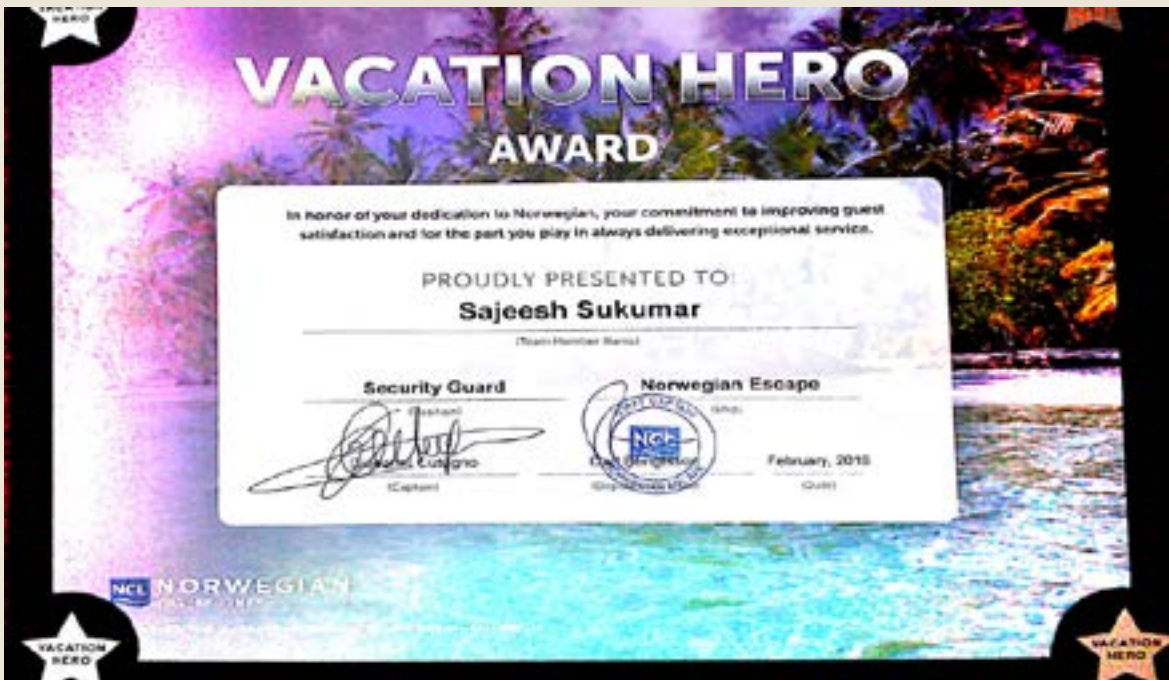 VACATION HERO
AWARD
In honor of your dedication to Norwegian, your commitment to improving guest
satisfaction and for the part you play in always delivering exceptional service.
PROUDLY PRESENTED TO:
Sajeesh Sukumar
(Team Member Name)
Security Guard
Norwegian Escape
(Position)
(Ship)
Cutugno
February, 2016
(Captain)
(Date)
NCL
NCL NORWEGIAN
VACATION
HERO
VACATION
HERO